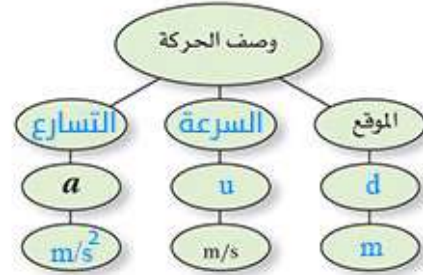 وصف الحركة
الموقع السرعة التسارع
d u a
m m/s m/s²